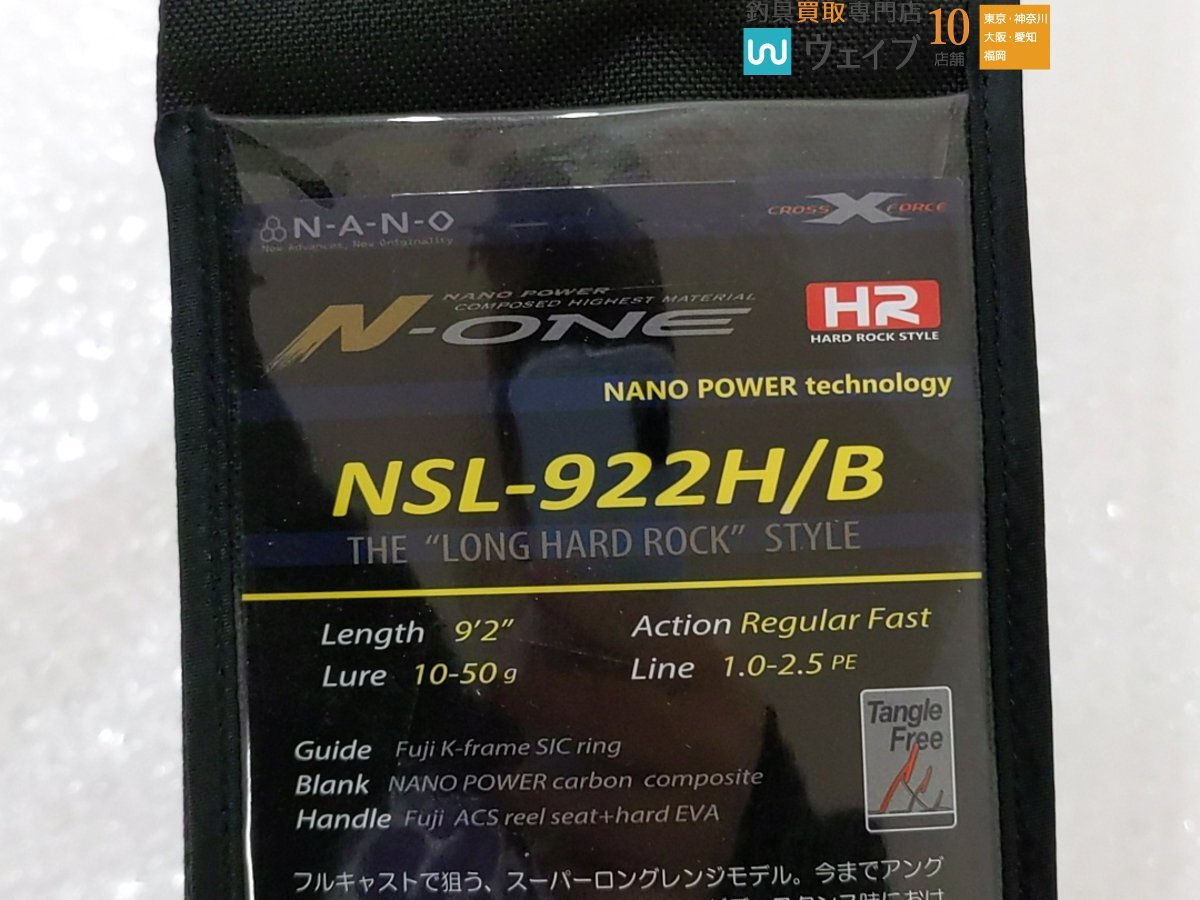 釣具買取専門店
ウェイブ
10
店舗
東京・神奈川
大阪・愛知
福岡
N-A-N-O
New Advances, New Originality
CROSS X FORCE
NANO POWER
COMPOSED HIGHEST MATERIAL
N-ONE
HR
HARD ROCK STYLE
NANO POWER technology
NSL-922H/B
THE “LONG HARD ROCK” STYLE
Length 9'2" Action Regular Fast
Lure 10-50 g Line 1.0-2.5 PE
Tangle
Free
Guide Fuji K-frame SIC ring
Blank NANO POWER carbon composite
Handle Fuji ACS reel seat+hard EVA
フルキャストで狙う、スーパーロングレンジモデル。今までアング